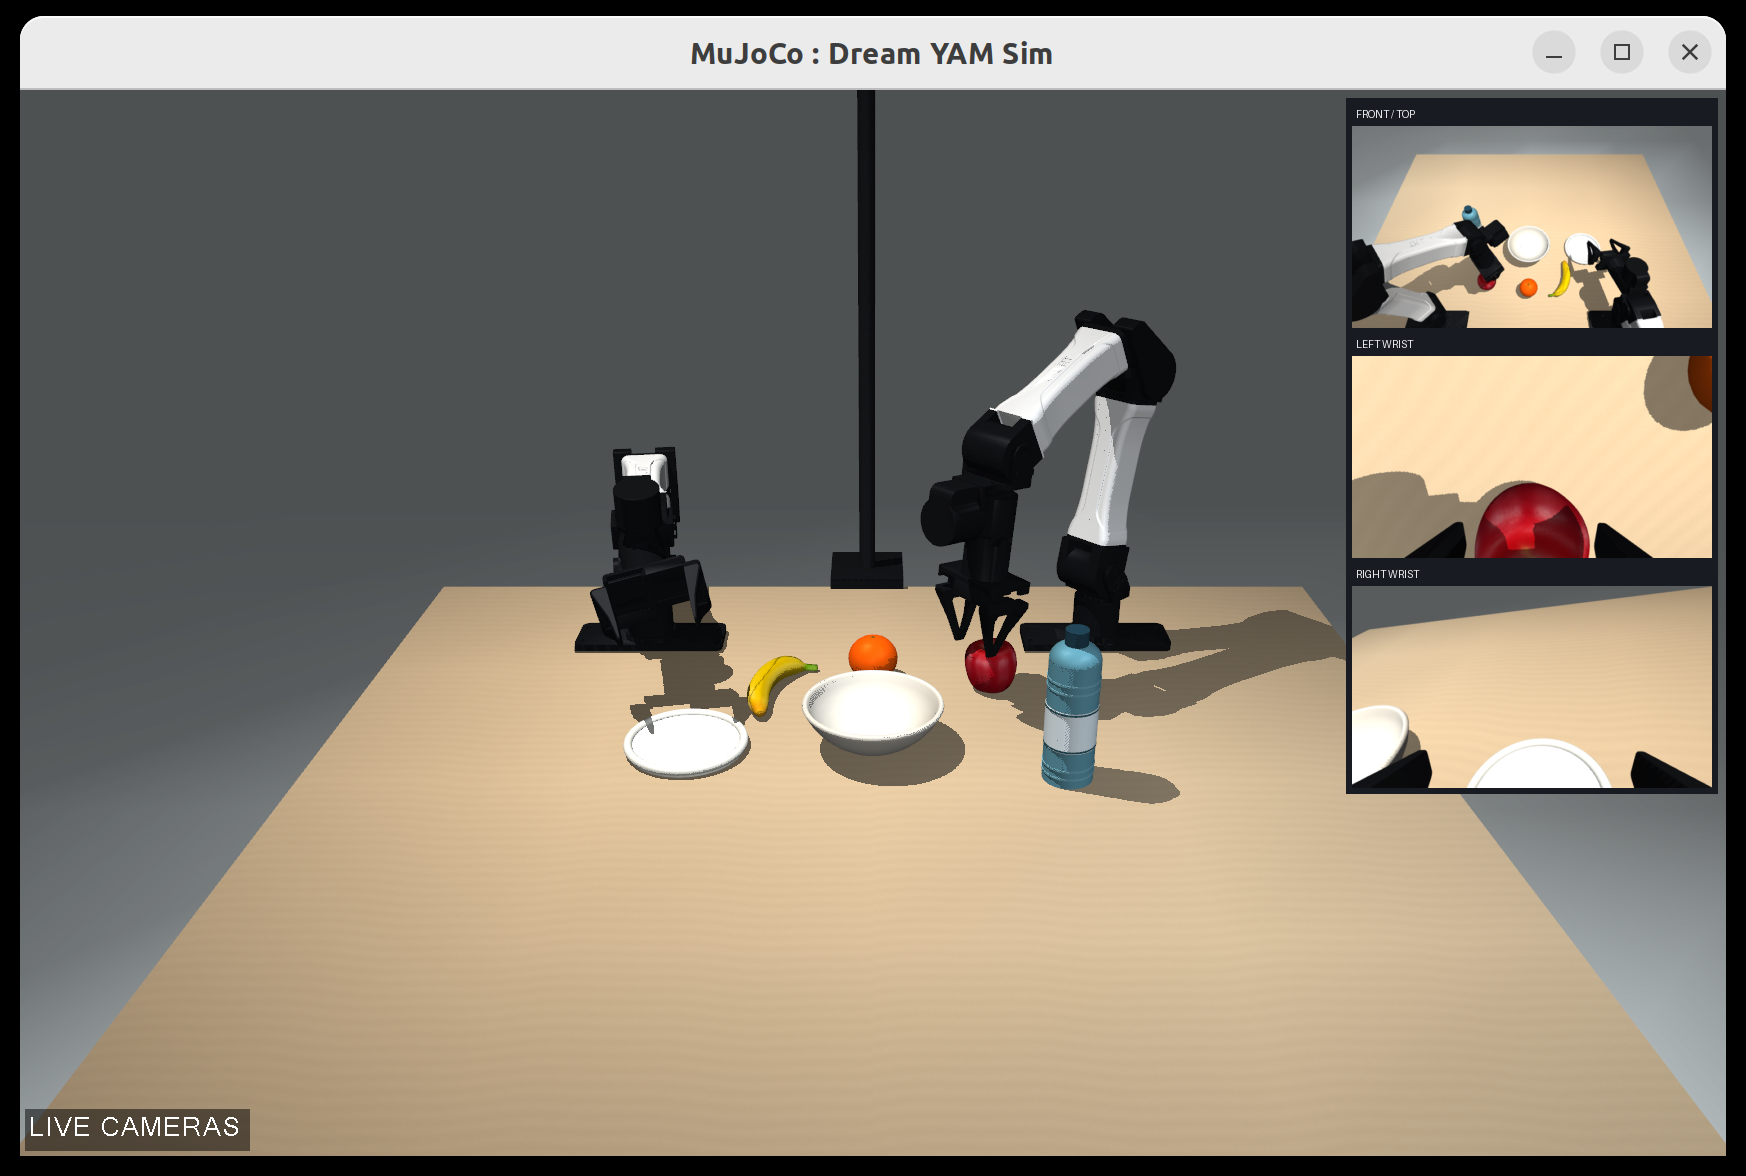 MuJoCo : Dream YAM Sim
FRONT / TOP
LEFT WRIST
RIGHT WRIST
LIVE CAMERAS